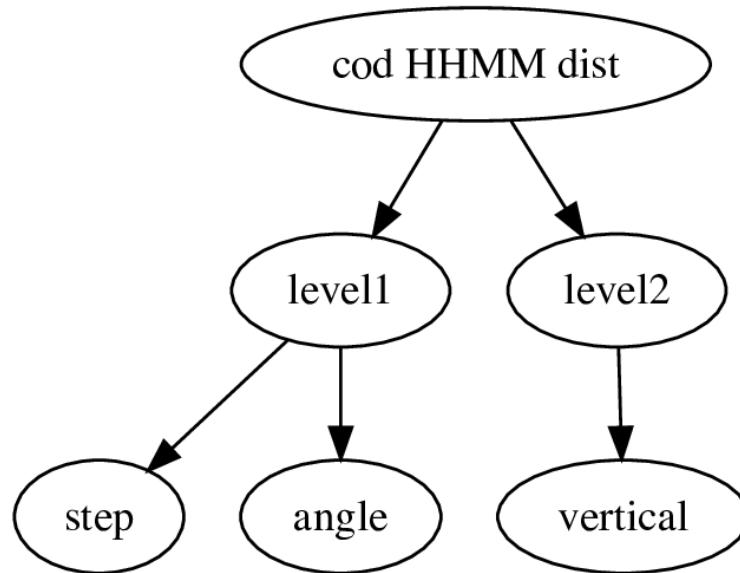 cod HHMM dist
level1
level2
step
angle
vertical